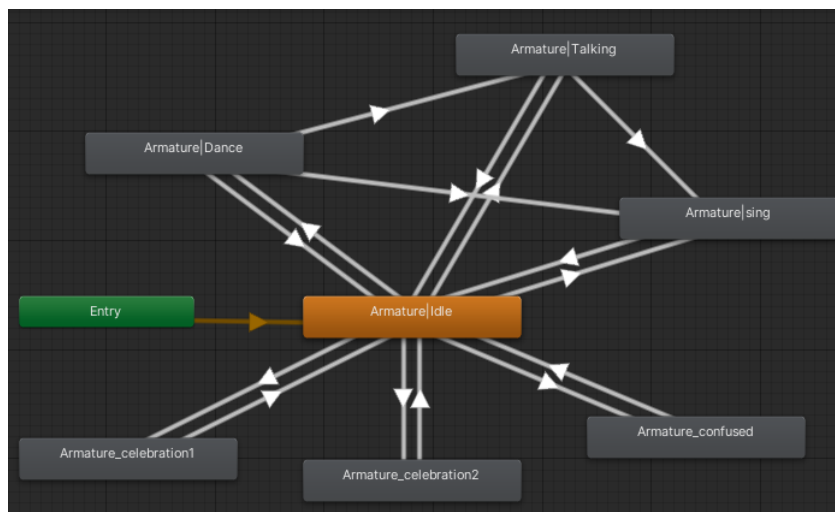 Armature|Talking
Armature|Dance
Armature|sing
Entry
Armature|Idle
Armature_celebration1
Armature_celebration2
Armature_confused